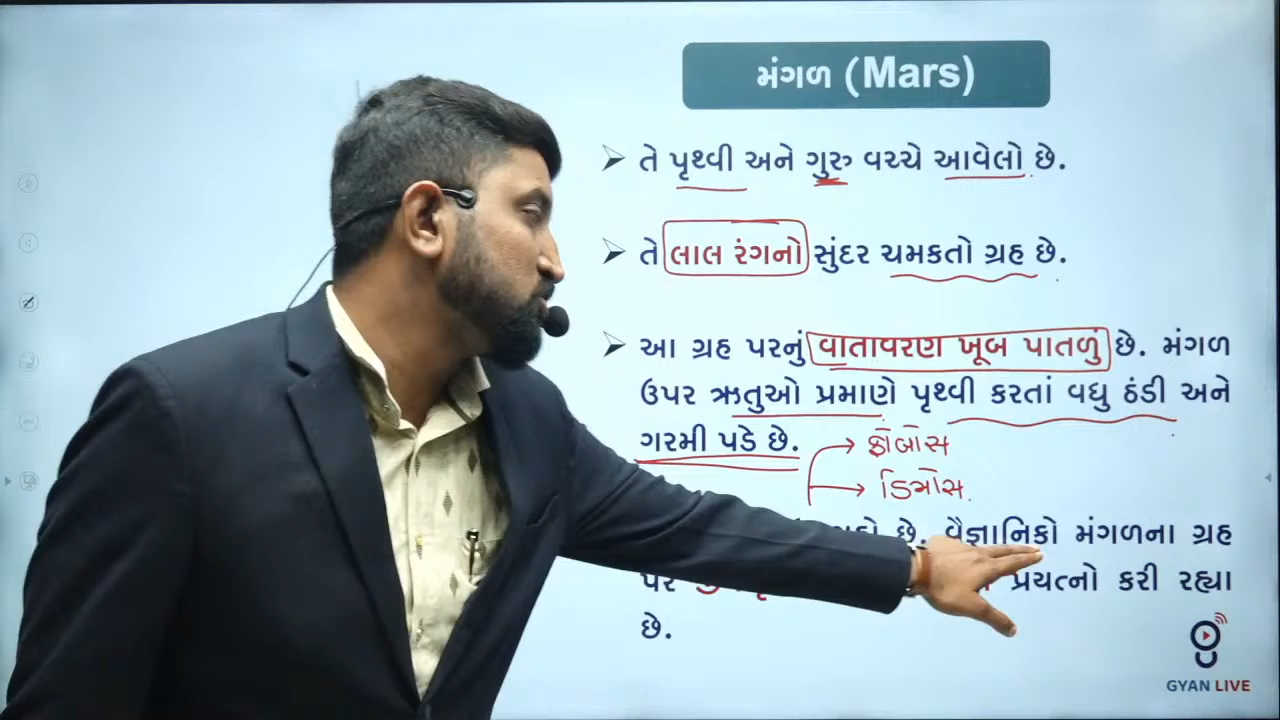 મંગળ (Mars)
તે પૃથ્વી અને ગુરુ વચ્ચે આવેલો છે.
તે લાલ રંગનો સુંદર ચમકતો ગ્રહ છે.
આ ગ્રહ પરનું વાતાવરણ ખૂબ પાતળું છે. મંગળ
ઉપર ઋતુઓ પ્રમાણે પૃથ્વી કરતાં વધુ ઠંડી અને
ગરમી પડે છે.
ફોબોસ
ડિમોસ.
છે. વૈજ્ઞાનિકો મંગળના ગ્રહ
પર પ્રયત્નો કરી રહ્યા
છે.
GYAN LIVE